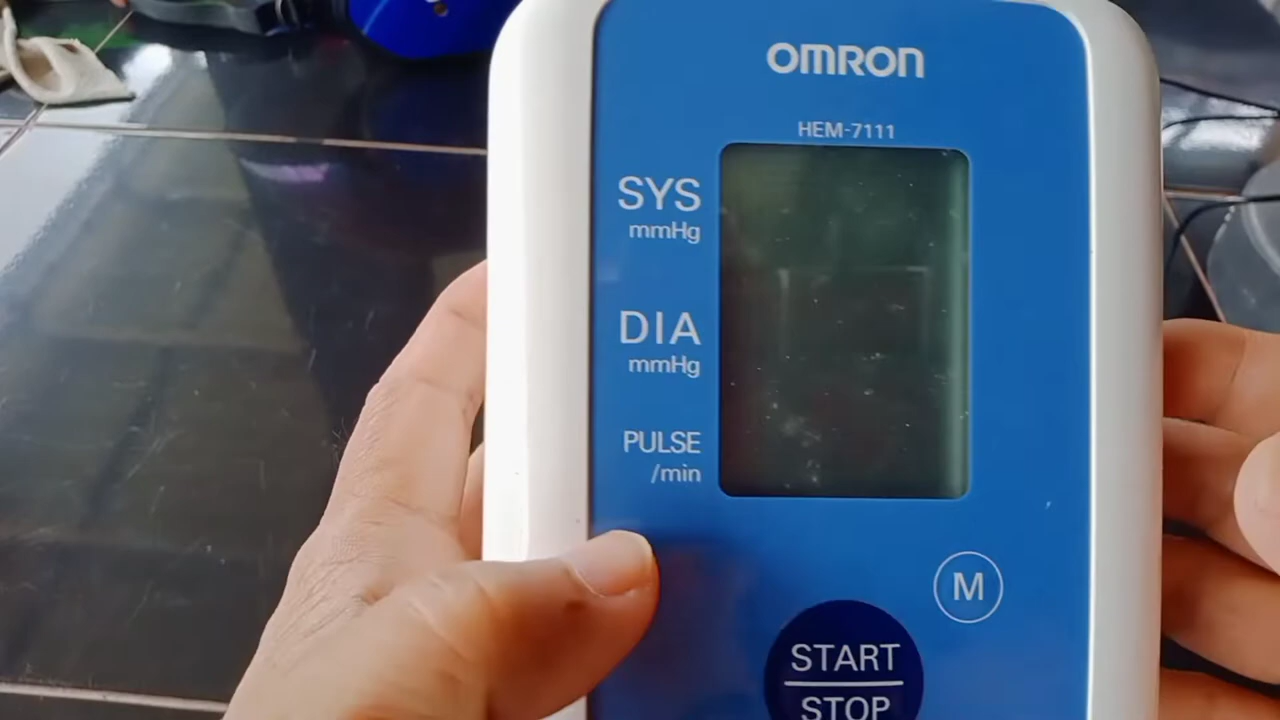 OMRON
HEM-7111
SYS
mmHg
DIA
mmHg
PULSE
/min
M
START
STOP